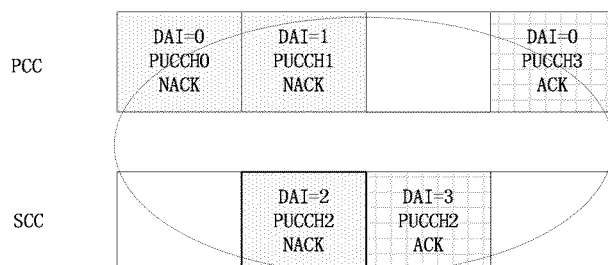 PCC
DAI=0
PUCCH0
NACK
DAI=1
PUCCH1
NACK
DAI=0
PUCCH3
ACK
SCC
DAI=2
PUCCH2
NACK
DAI=3
PUCCH2
ACK